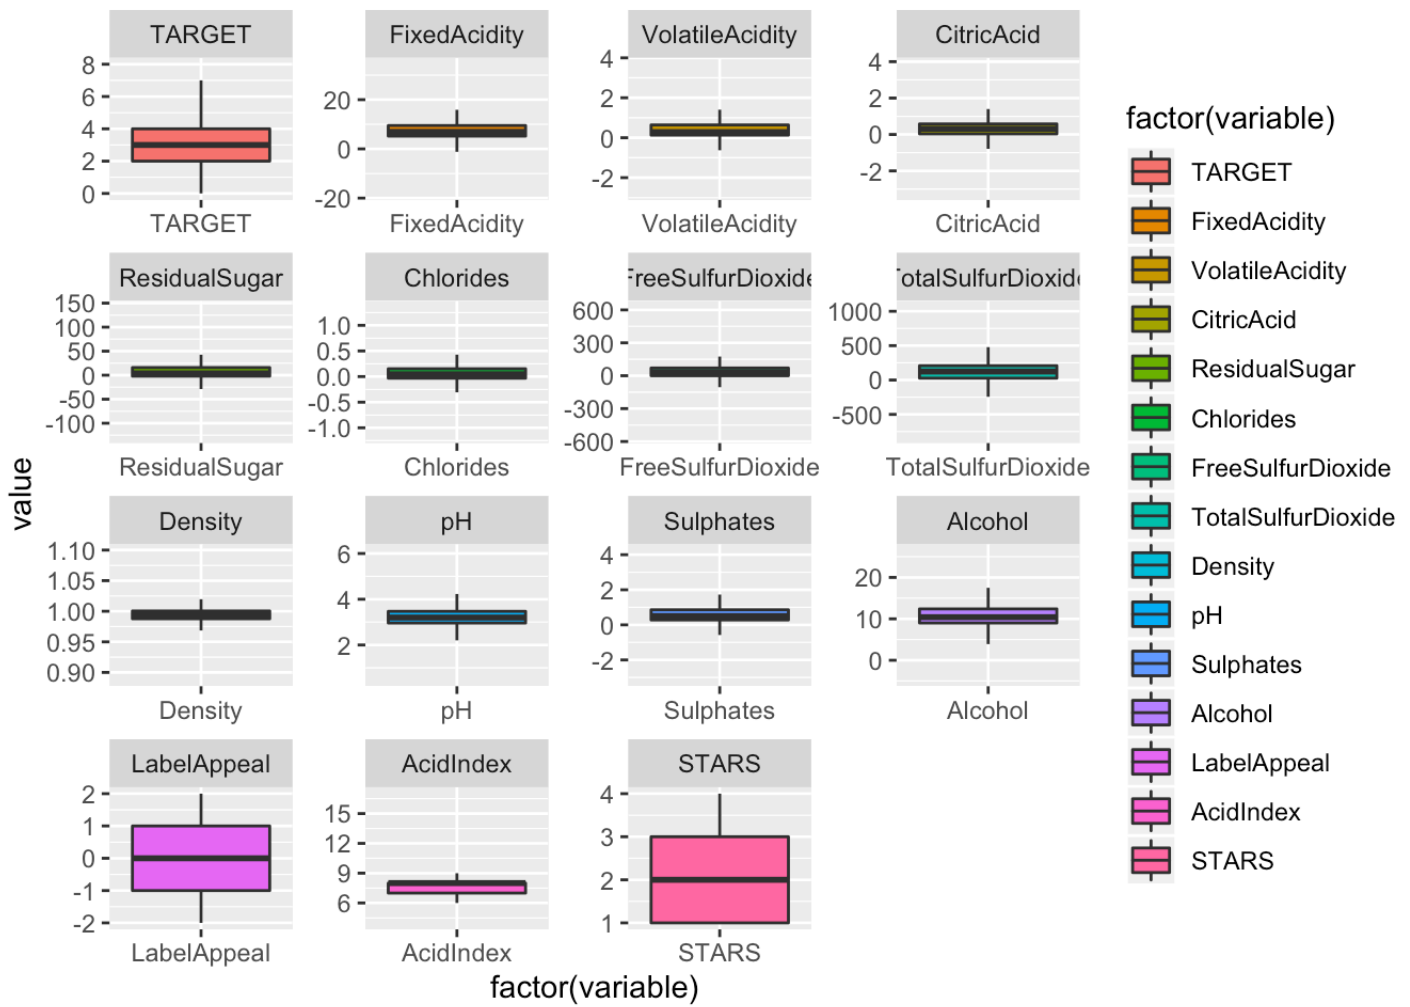 TARGET FixedAcidity VolatileAcidity CitricAcid
8
6
4
2
0
20
0
-20
4
2
0
-2
4
2
0
-2
TARGET FixedAcidity VolatileAcidity CitricAcid
ResidualSugar Chlorides FreeSulfurDioxide TotalSulfurDioxide
150
100
50
0
-50
-100
1.0
0.5
0.0
-0.5
-1.0
600
300
0
-300
-600
1000
500
0
-500
ResidualSugar Chlorides FreeSulfurDioxide TotalSulfurDioxide
value
Density pH Sulphates Alcohol
1.10
1.05
1.00
0.95
0.90
6
4
2
4
2
0
-2
20
10
0
Density pH Sulphates Alcohol
LabelAppeal AcidIndex STARS
2
1
0
-1
-2
15
12
9
6
4
3
2
1
LabelAppeal AcidIndex STARS
factor(variable)
factor(variable)
TARGET
FixedAcidity
VolatileAcidity
CitricAcid
ResidualSugar
Chlorides
FreeSulfurDioxide
TotalSulfurDioxide
Density
pH
Sulphates
Alcohol
LabelAppeal
AcidIndex
STARS